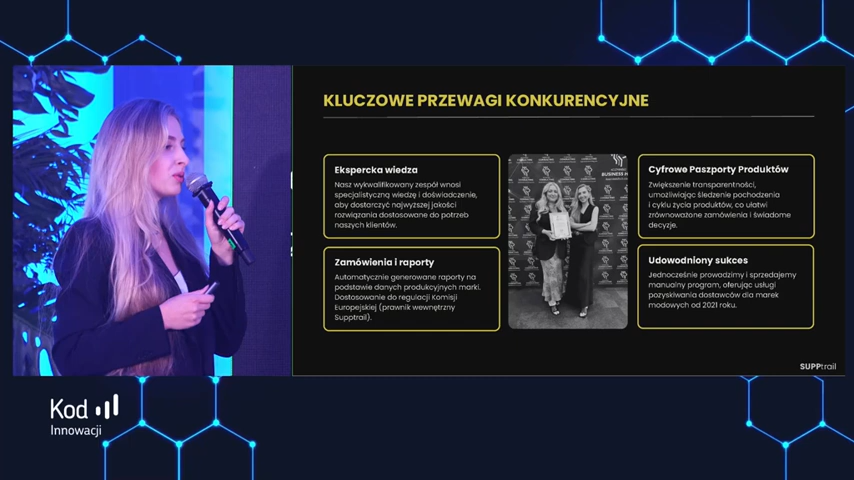 KLUCZOWE PRZEWAGI KONKURENCYJNE
Ekspercka wiedza
Nasz wykwalifikowany zespół wnosi
specjalistyczną wiedzę i doświadczenie,
aby dostarczyć najwyższej jakości
rozwiązania dostosowane do potrzeb
naszych klientów.
Zamówienia i raporty
Automatycznie generowane raporty na
podstawie danych produkcyjnych marki.
Dostosowanie do regulacji Komisji
Europejskiej (prawnik wewnętrzny
Supptrail).
BUSINESS
Cyfrowe Paszporty Produktów
Zwiększenie transparentności,
umożliwiając śledzenie pochodzenia
i cyklu życia produktów, co ułatwi
zrównoważone zamówienia i świadome
decyzje.
Udowodniony sukces
Jednocześnie prowadzimy i sprzedajemy
manualny program, oferując usługi
pozyskiwania dostawców dla marek
modowych od 2021 roku.
SUPPtrail
Kod
Innowacji